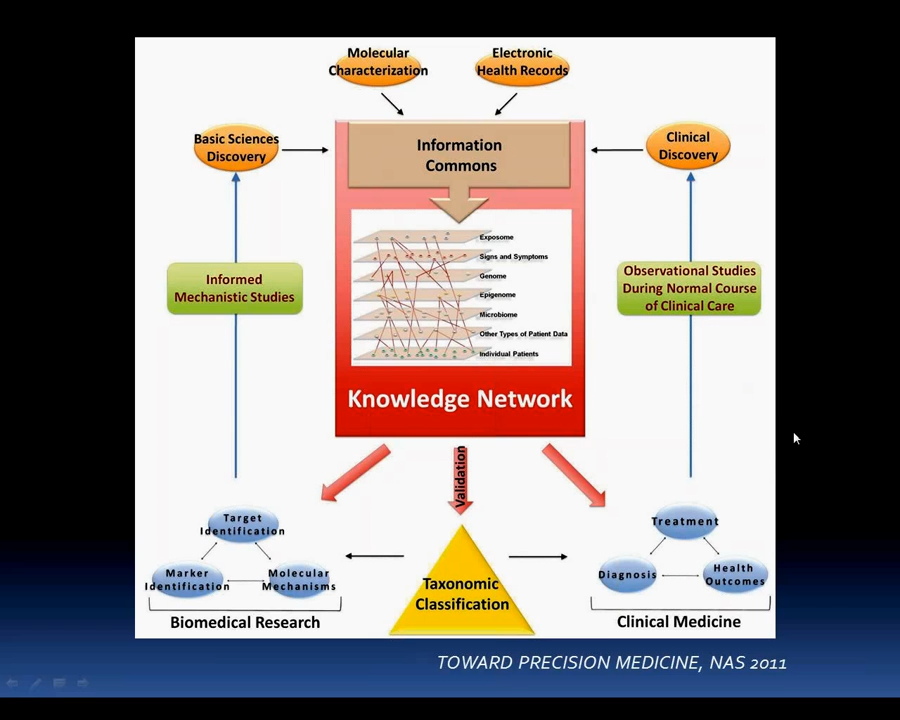 Molecular
Characterization
Electronic
Health Records
Basic Sciences
Discovery
Information
Commons
Clinical
Discovery
Exposome
Signs and Symptoms
Genome
Epigenome
Microbiome
Other Types of Patient Data
Individual Patients
Informed
Mechanistic Studies
Observational Studies
During Normal Course
of Clinical Care
Knowledge Network
Validation
Target
Identification
Marker
Identification
Molecular
Mechanisms
Biomedical Research
Taxonomic
Classification
Treatment
Diagnosis
Health
Outcomes
Clinical Medicine
TOWARD PRECISION MEDICINE, NAS 2011